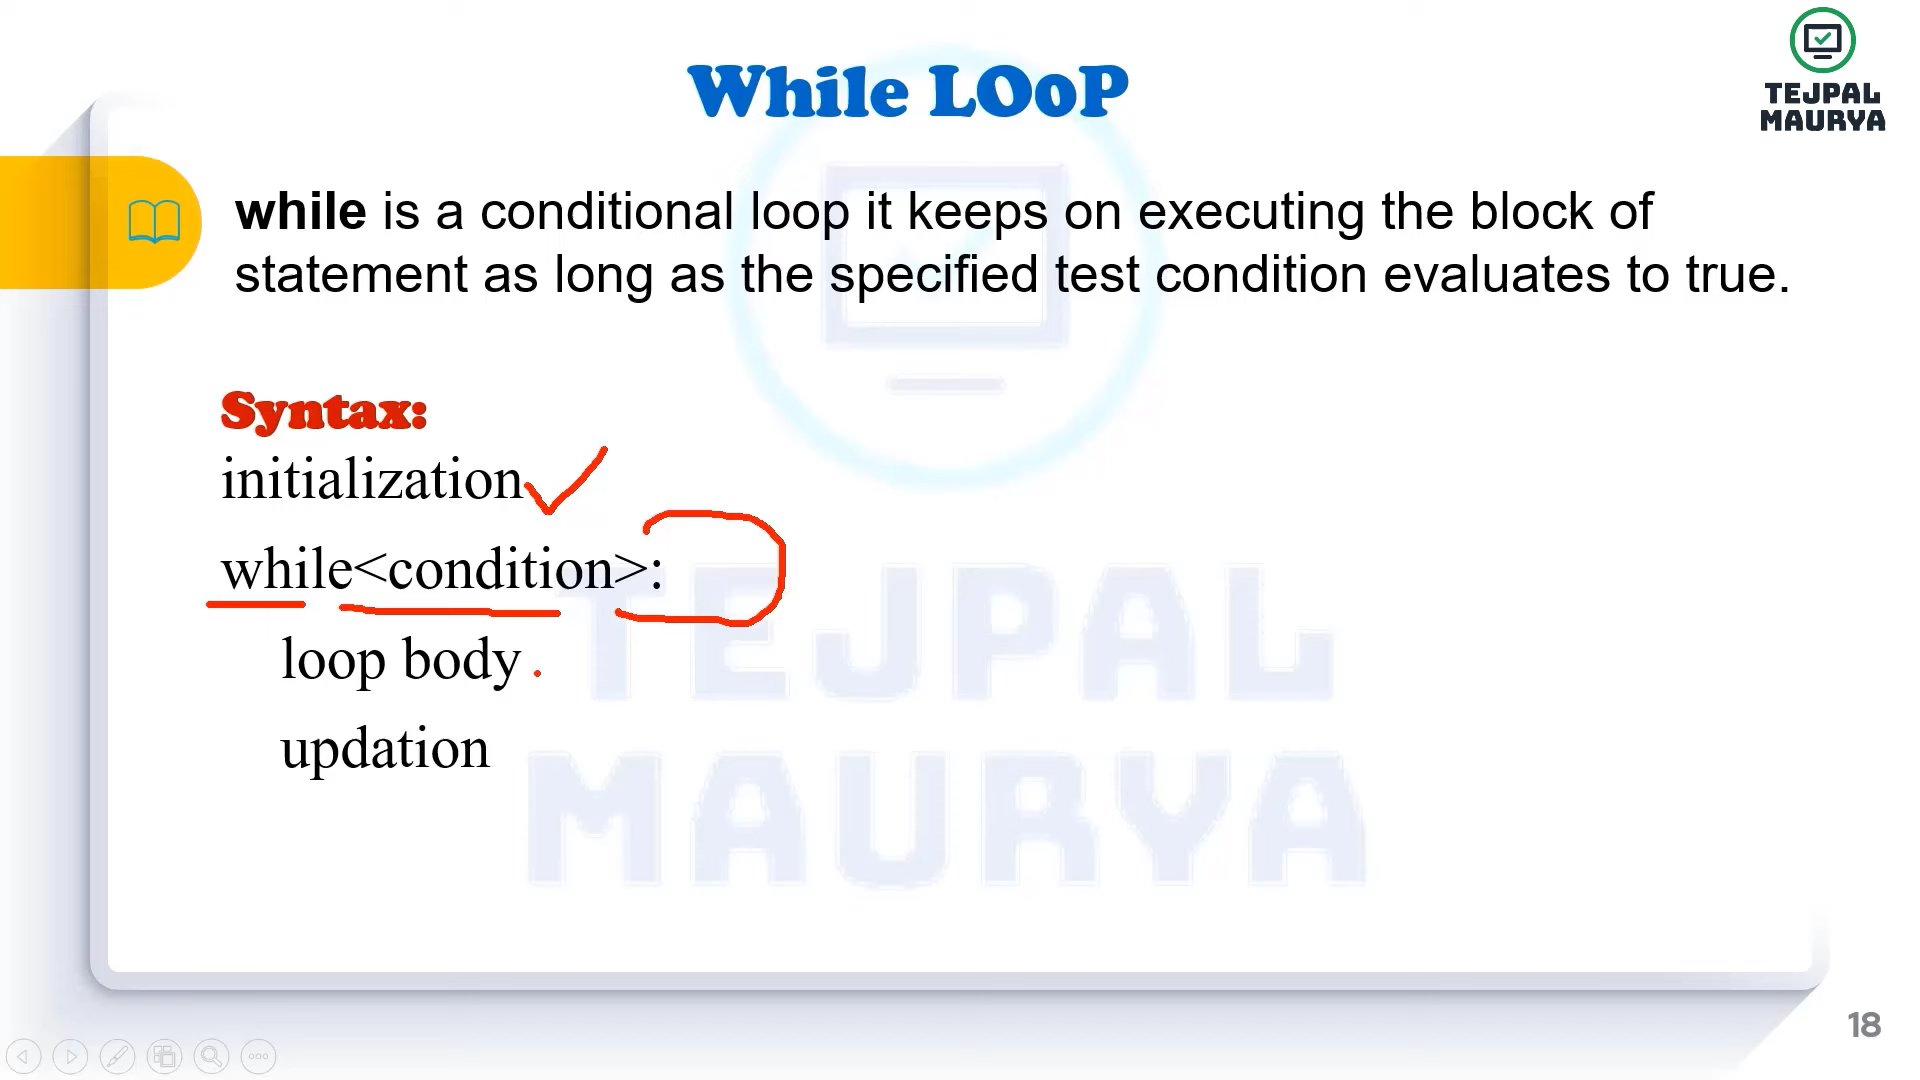 While LOoP
TEJPAL
MAURYA
while is a conditional loop it keeps on executing the block of
statement as long as the specified test condition evaluates to true.
Syntax:
initialization
while<condition>:
loop body
updation
TEJPAL
MAURYA
18